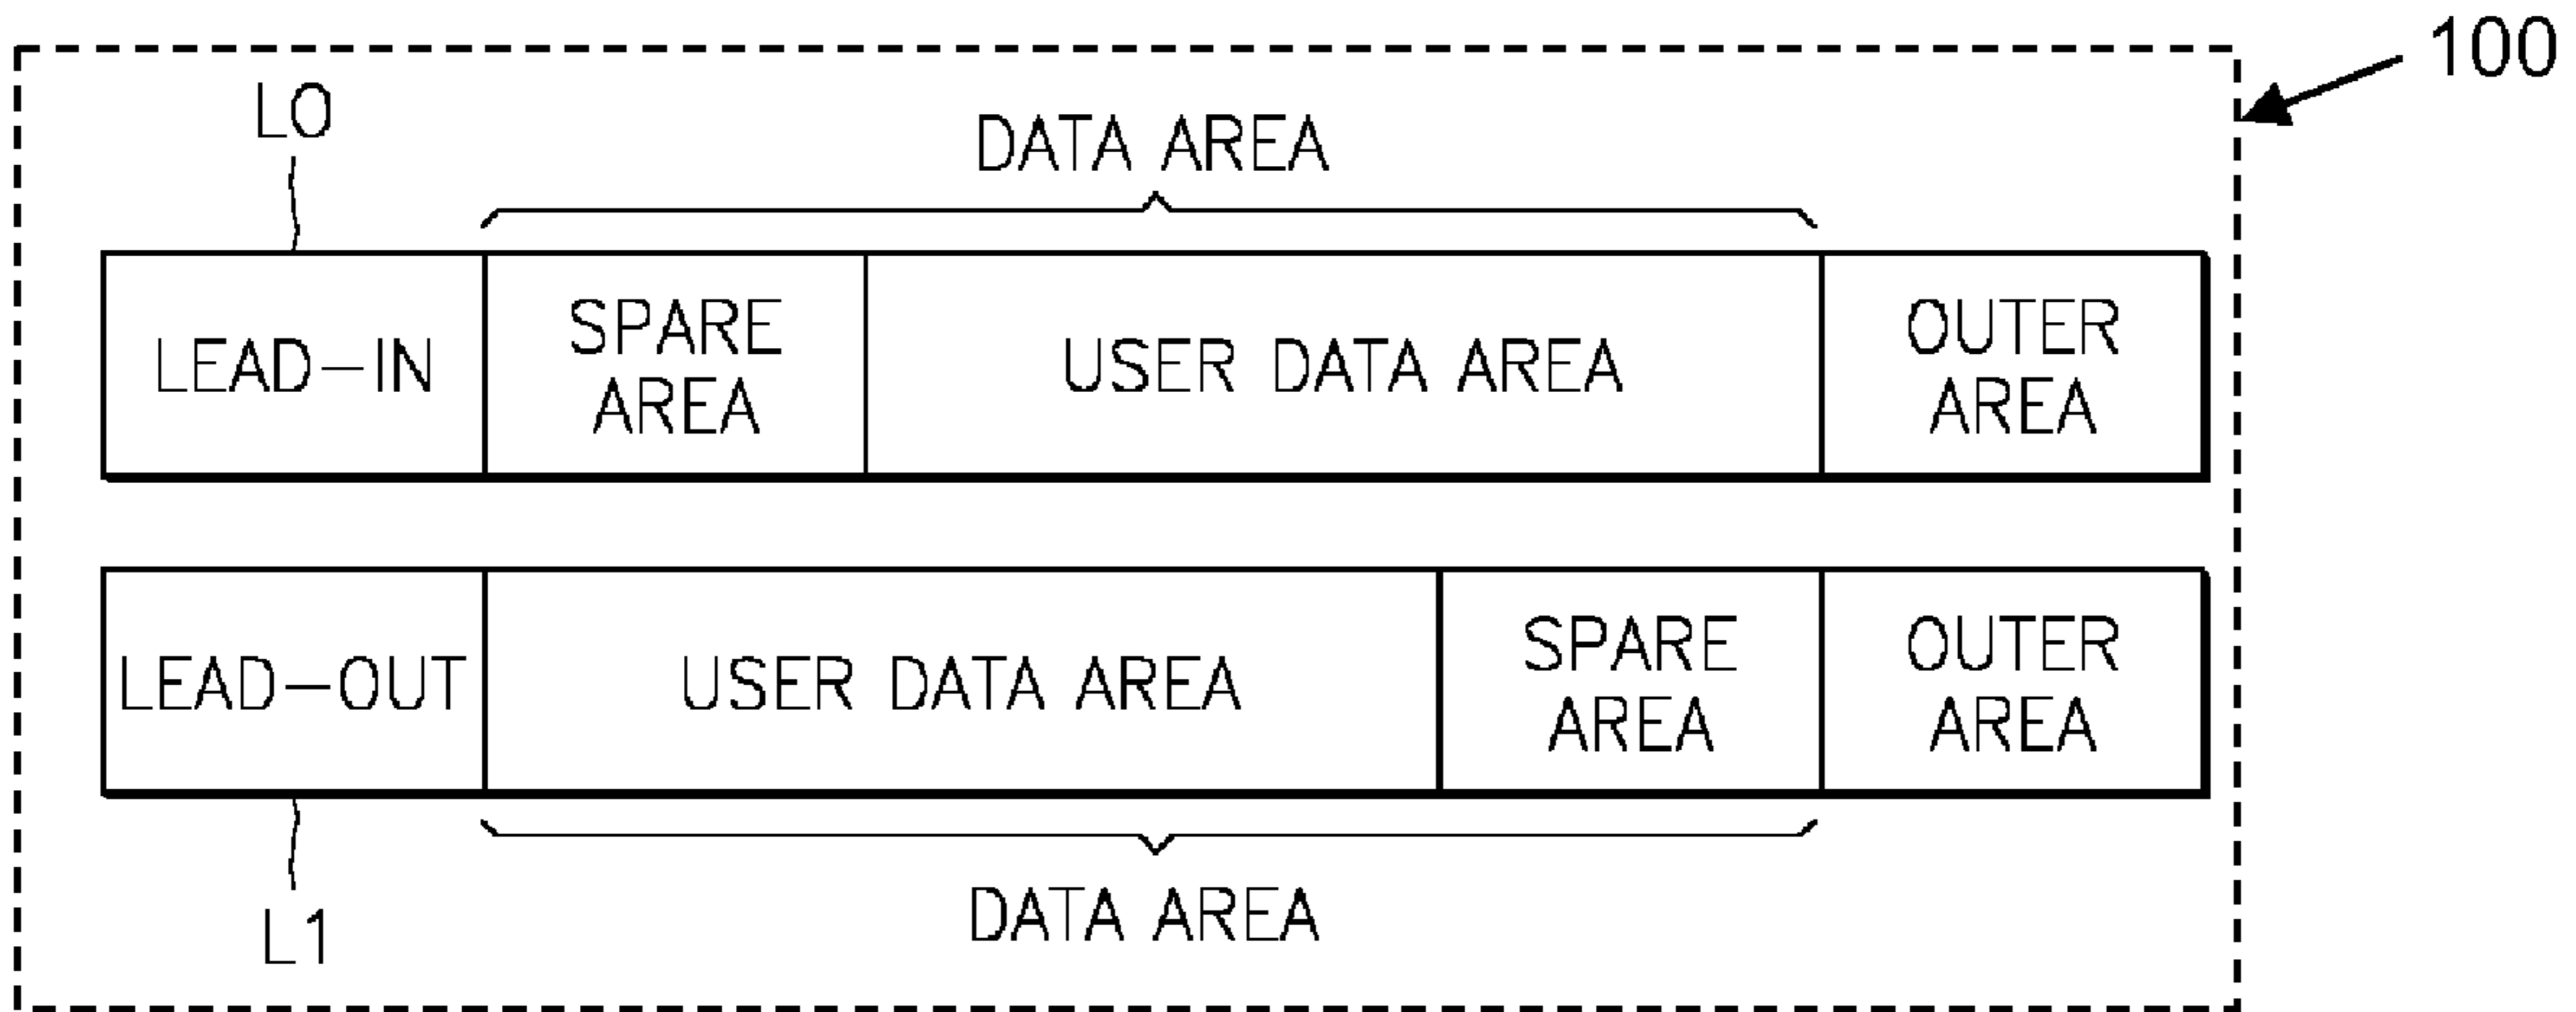 100
L0
DATA AREA
LEAD-IN
SPARE
AREA
USER DATA AREA
OUTER
AREA
LEAD-OUT
USER DATA AREA
SPARE
AREA
OUTER
AREA
L1
DATA AREA